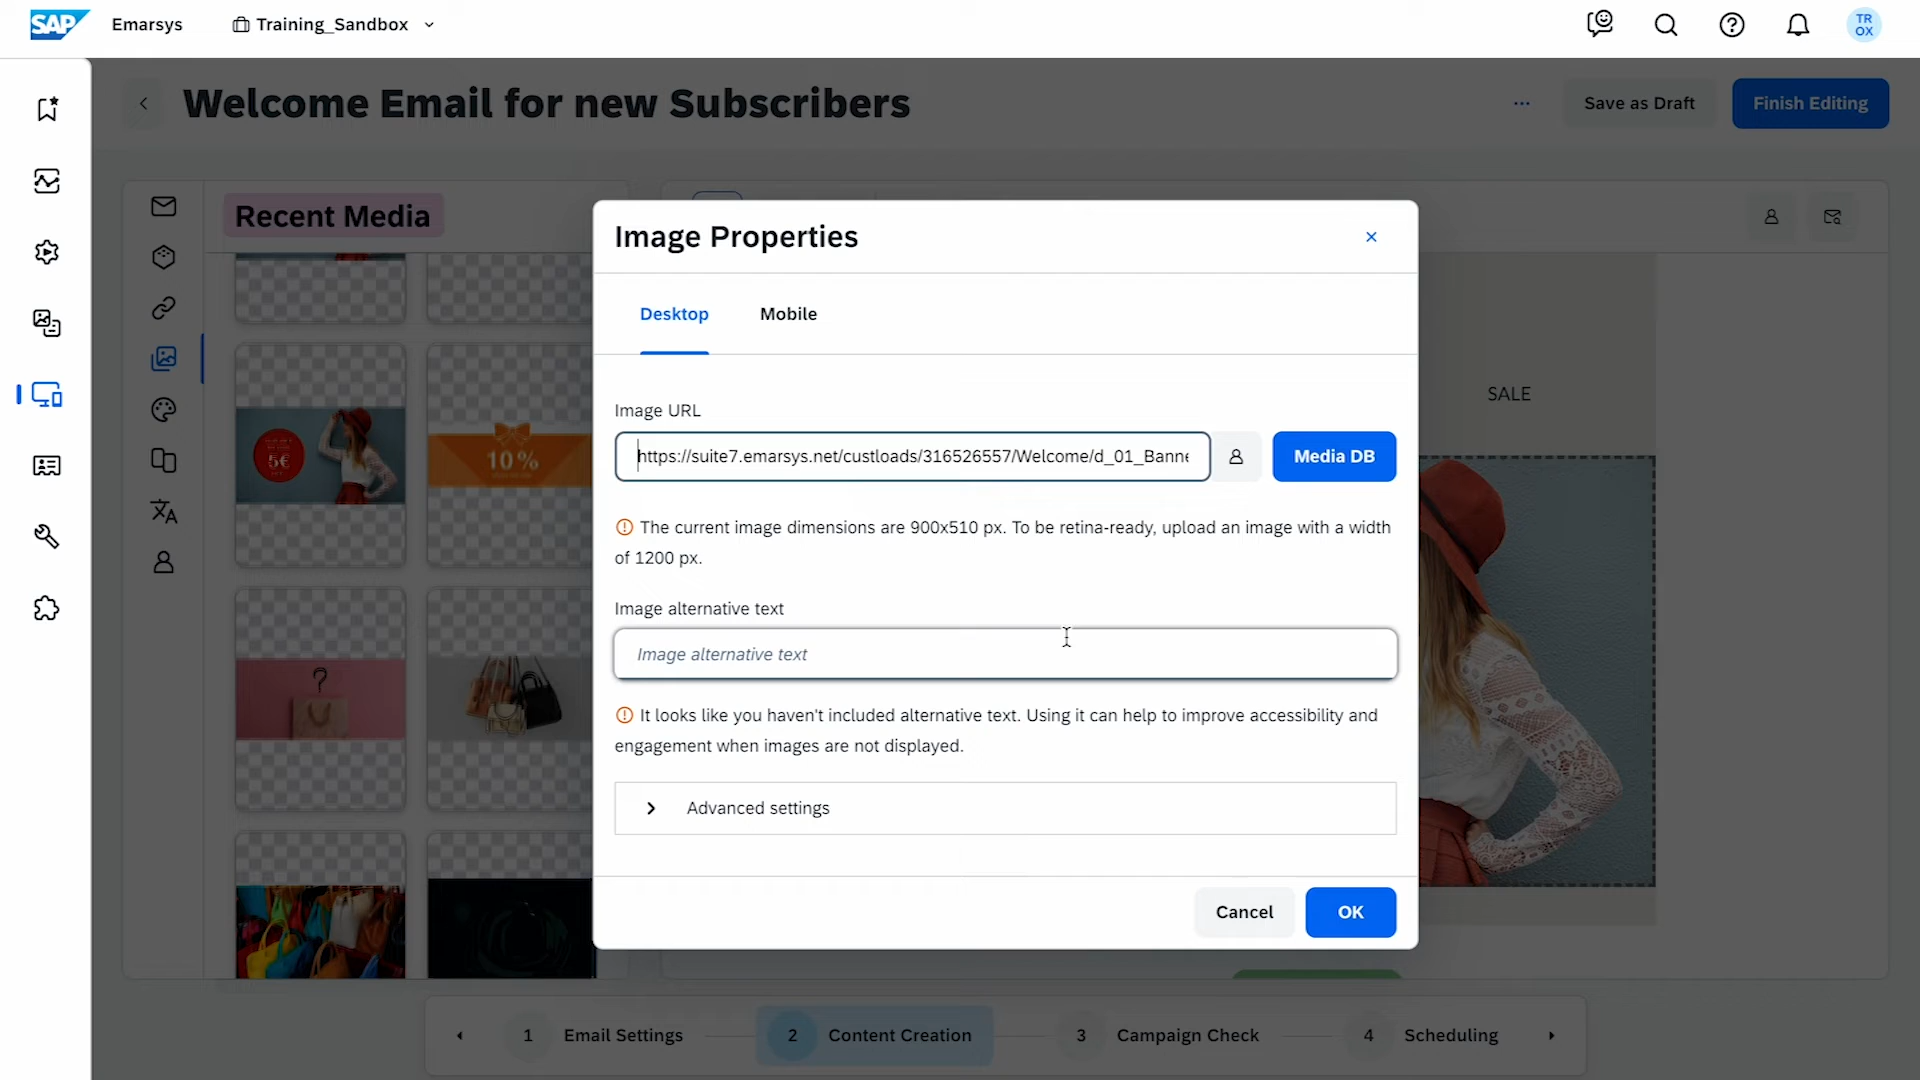 SAP
Emarsys
Training_Sandbox
TR
OX
Welcome Email for new Subscribers
...
Save as Draft
Finish Editing
Recent Media
5€
10%
?
Image Properties
Desktop
Mobile
Image URL
https://suite7.emarsys.net/custloads/316526557/Welcome/d_01_Banne
Media DB
The current image dimensions are 900x510 px. To be retina-ready, upload an image with a width
of 1200 px.
Image alternative text
Image alternative text
It looks like you haven't included alternative text. Using it can help to improve accessibility and
engagement when images are not displayed.
Advanced settings
Cancel
OK
SALE
1 Email Settings
2 Content Creation
3 Campaign Check
4 Scheduling